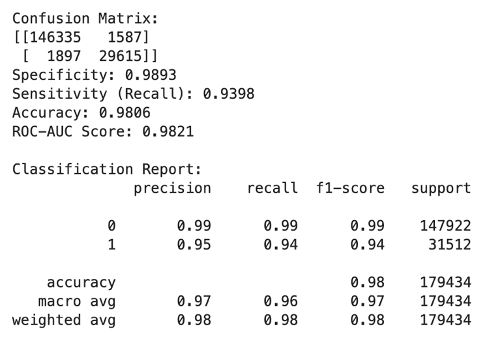 Confusion Matrix:
[[146335   1587]
 [  1897  29615]]
Specificity: 0.9893
Sensitivity (Recall): 0.9398
Accuracy: 0.9806
ROC-AUC Score: 0.9821

Classification Report:
              precision    recall  f1-score   support

           0       0.99      0.99      0.99    147922
           1       0.95      0.94      0.94     31512

    accuracy                           0.98    179434
   macro avg       0.97      0.96      0.97    179434
weighted avg       0.98      0.98      0.98    179434